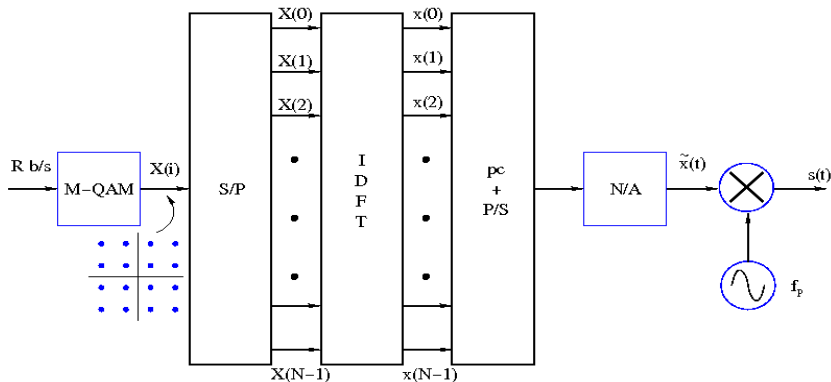 X(0)
x(0)
X(1)
x(1)
X(2)
x(2)
R b/s
M-QAM
X(i)
S/P
I
D
F
T
pc
+
P/S
N/A
x̃(t)
s(t)
f_p
X(N-1)
x(N-1)